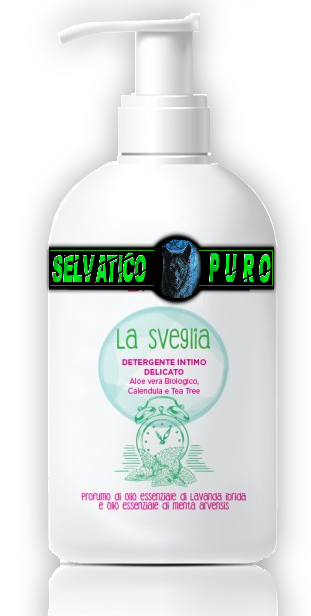 SELVATICO PURO
La Sveglia
DETERGENTE INTIMO
DELICATO
Aloe vera Biologico,
Calendula e Tea Tree
Profumo di olio essenziale di Lavanda ibrida
e olio essenziale di menta arvensis